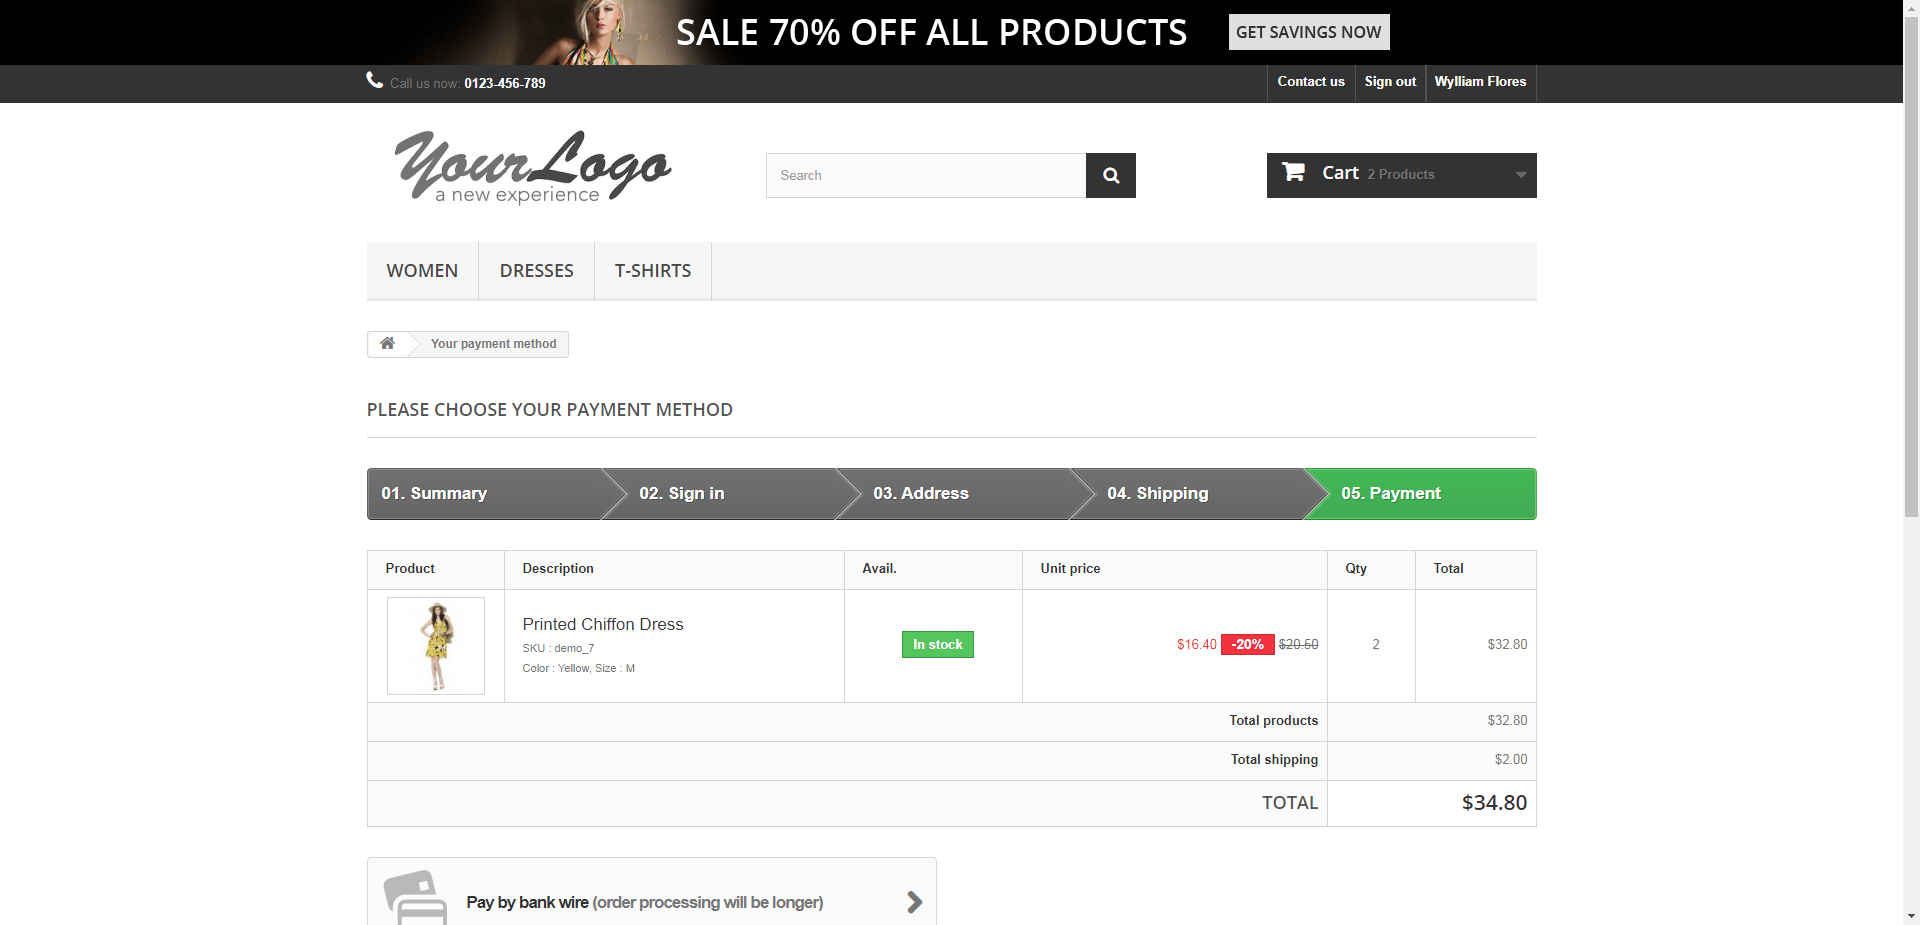 SALE 70% OFF ALL PRODUCTS GET SAVINGS NOW
Call us now: 0123-456-789 Contact us Sign out Wylliam Flores
Your Logo
a new experience
Search
Cart 2 Products
WOMEN DRESSES T-SHIRTS
Your payment method
PLEASE CHOOSE YOUR PAYMENT METHOD
01. Summary 02. Sign in 03. Address 04. Shipping 05. Payment
Product Description Avail. Unit price Qty Total
Printed Chiffon Dress
SKU : demo_7
Color : Yellow, Size : M
In stock
$16.40 -20% $20.50 2 $32.80
Total products $32.80
Total shipping $2.00
TOTAL $34.80
Pay by bank wire (order processing will be longer)